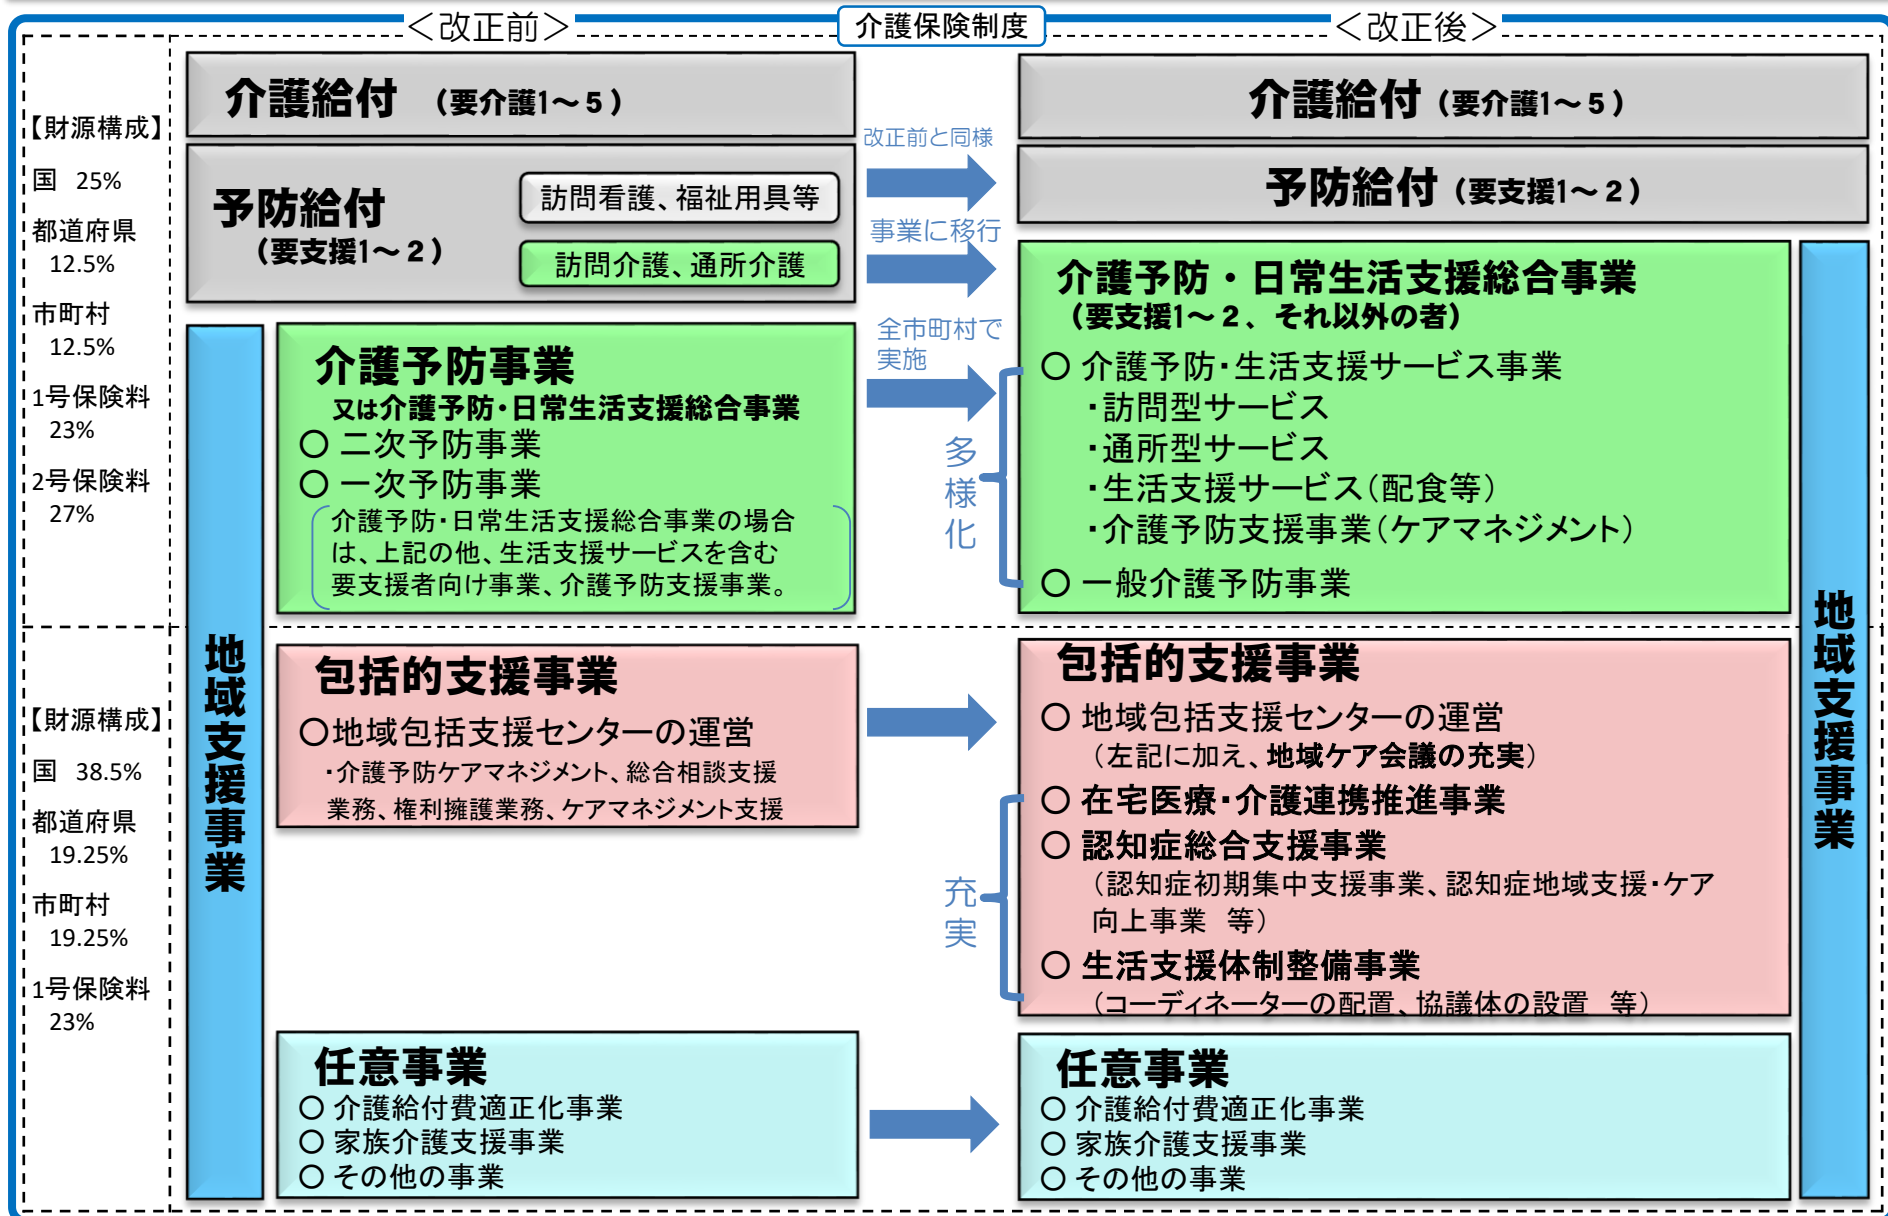 介護保険制度
＜改正前＞
＜改正後＞
【財源構成】
国 25%
都道府県
12.5%
市町村
12.5%
1号保険料
23%
2号保険料
27%
【財源構成】
国 38.5%
都道府県
19.25%
市町村
19.25%
1号保険料
23%
介護給付 （要介護1～5）
予防給付
（要支援1～2）
訪問看護、福祉用具等
訪問介護、通所介護
地域支援事業
介護予防事業
又は介護予防・日常生活支援総合事業
○ 二次予防事業
○ 一次予防事業
介護予防・日常生活支援総合事業の場合
は、上記の他、生活支援サービスを含む
要支援者向け事業、介護予防支援事業。
包括的支援事業
○地域包括支援センターの運営
・介護予防ケアマネジメント、総合相談支援
業務、権利擁護業務、ケアマネジメント支援
任意事業
○ 介護給付費適正化事業
○ 家族介護支援事業
○ その他の事業
改正前と同様
事業に移行
全市町村で
実施
多様化
充実
介護給付（要介護1～5）
予防給付（要支援1～2）
介護予防・日常生活支援総合事業
（要支援1～2、それ以外の者）
○ 介護予防・生活支援サービス事業
・訪問型サービス
・通所型サービス
・生活支援サービス（配食等）
・介護予防支援事業（ケアマネジメント）
○ 一般介護予防事業
包括的支援事業
○ 地域包括支援センターの運営
（左記に加え、地域ケア会議の充実）
○ 在宅医療・介護連携推進事業
○ 認知症総合支援事業
（認知症初期集中支援事業、認知症地域支援・ケア
向上事業 等）
○ 生活支援体制整備事業
（コーディネーターの配置、協議体の設置 等）
任意事業
○ 介護給付費適正化事業
○ 家族介護支援事業
○ その他の事業
地域支援事業